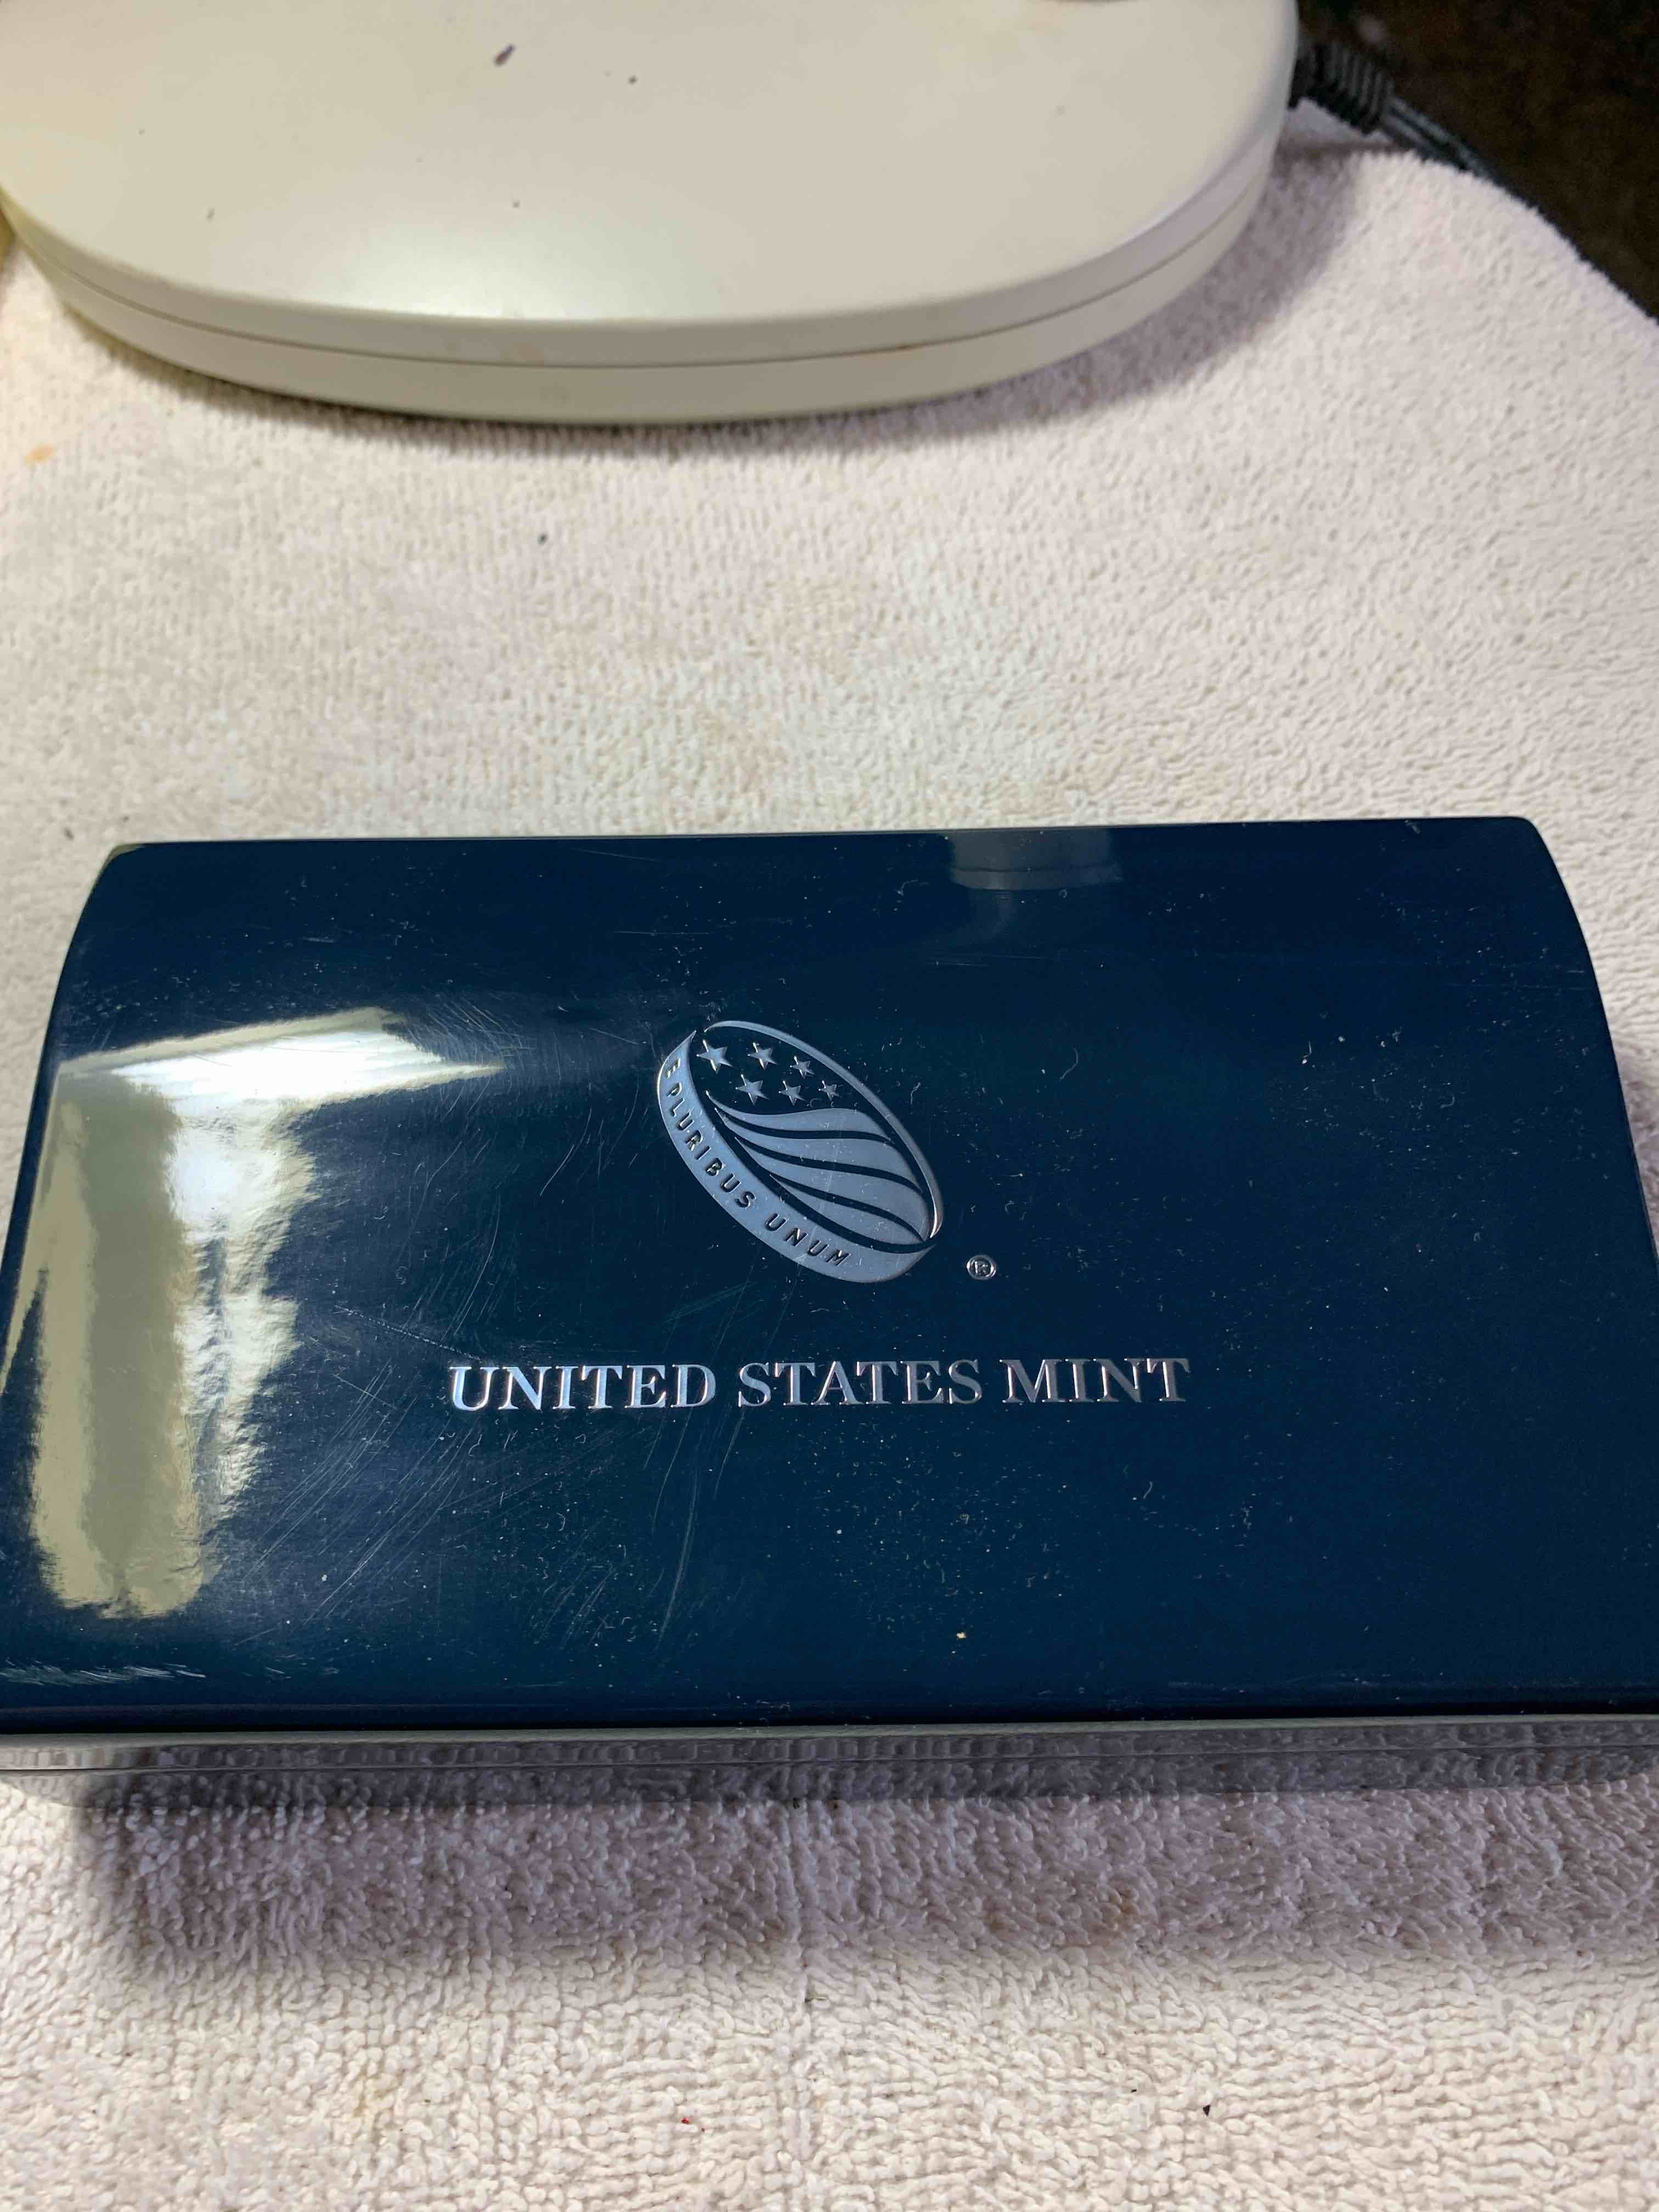 E PLURIBUS UNUM
®
UNITED STATES MINT